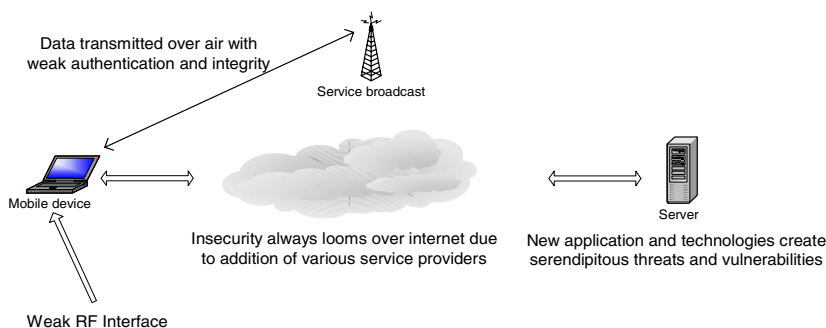 Data transmitted over air with
weak authentication and integrity
Service broadcast
Mobile device
Server
Insecurity always looms over internet due
to addition of various service providers
New application and technologies create
serendipitous threats and vulnerabilities
Weak RF Interface